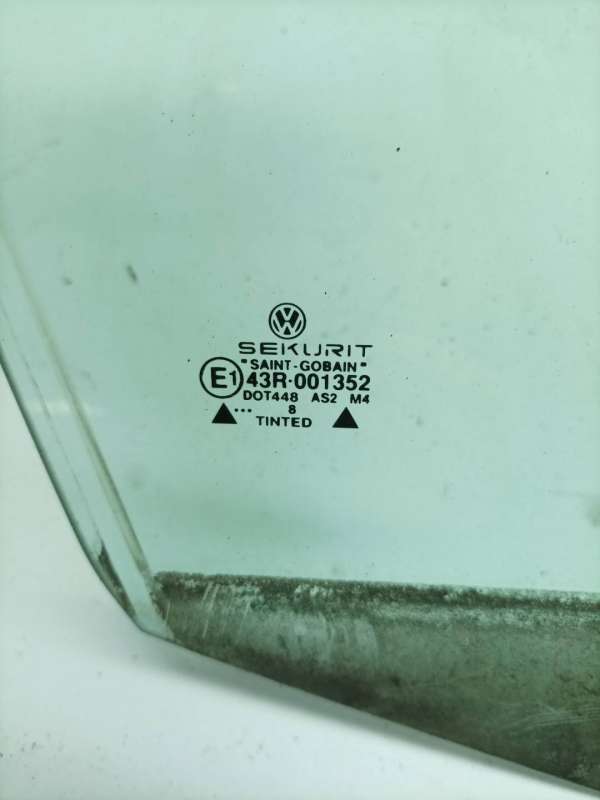 SEKURIT
"SAINT-GOBAIN"
E1 43R-001352
DOT448 AS2 M4
... 8
TINTED